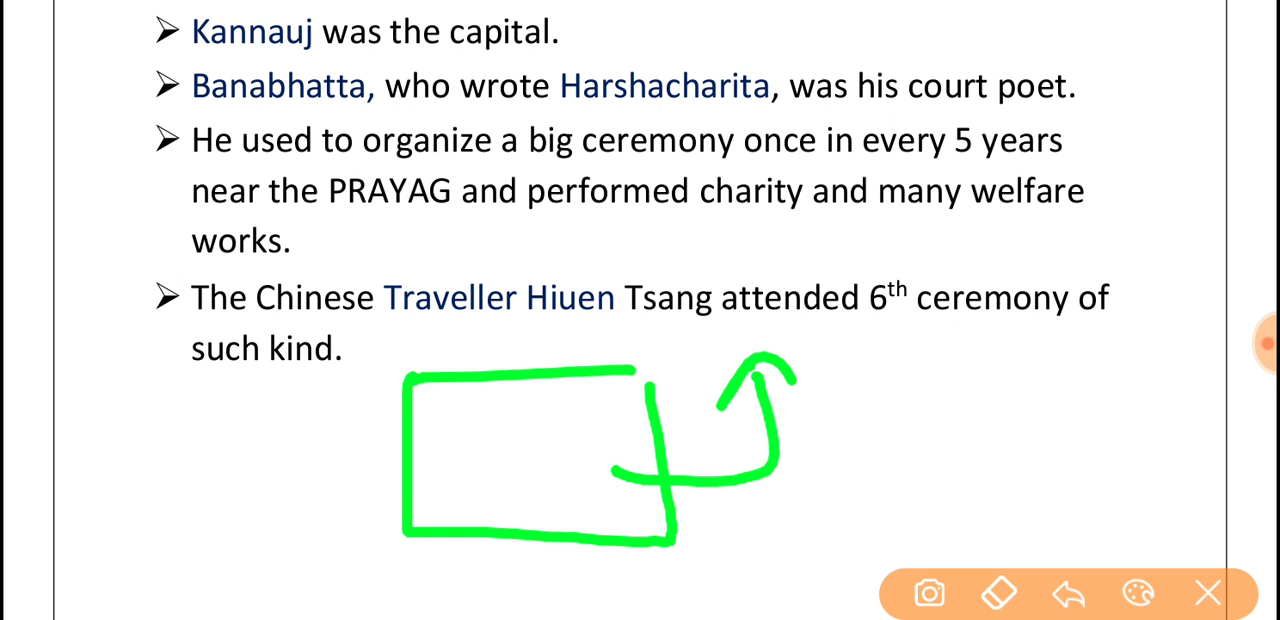 ➢ Kannauj was the capital.
➢ Banabhatta, who wrote Harshacharita, was his court poet.
➢ He used to organize a big ceremony once in every 5 years
near the PRAYAG and performed charity and many welfare
works.
➢ The Chinese Traveller Hiuen Tsang attended 6th ceremony of
such kind.